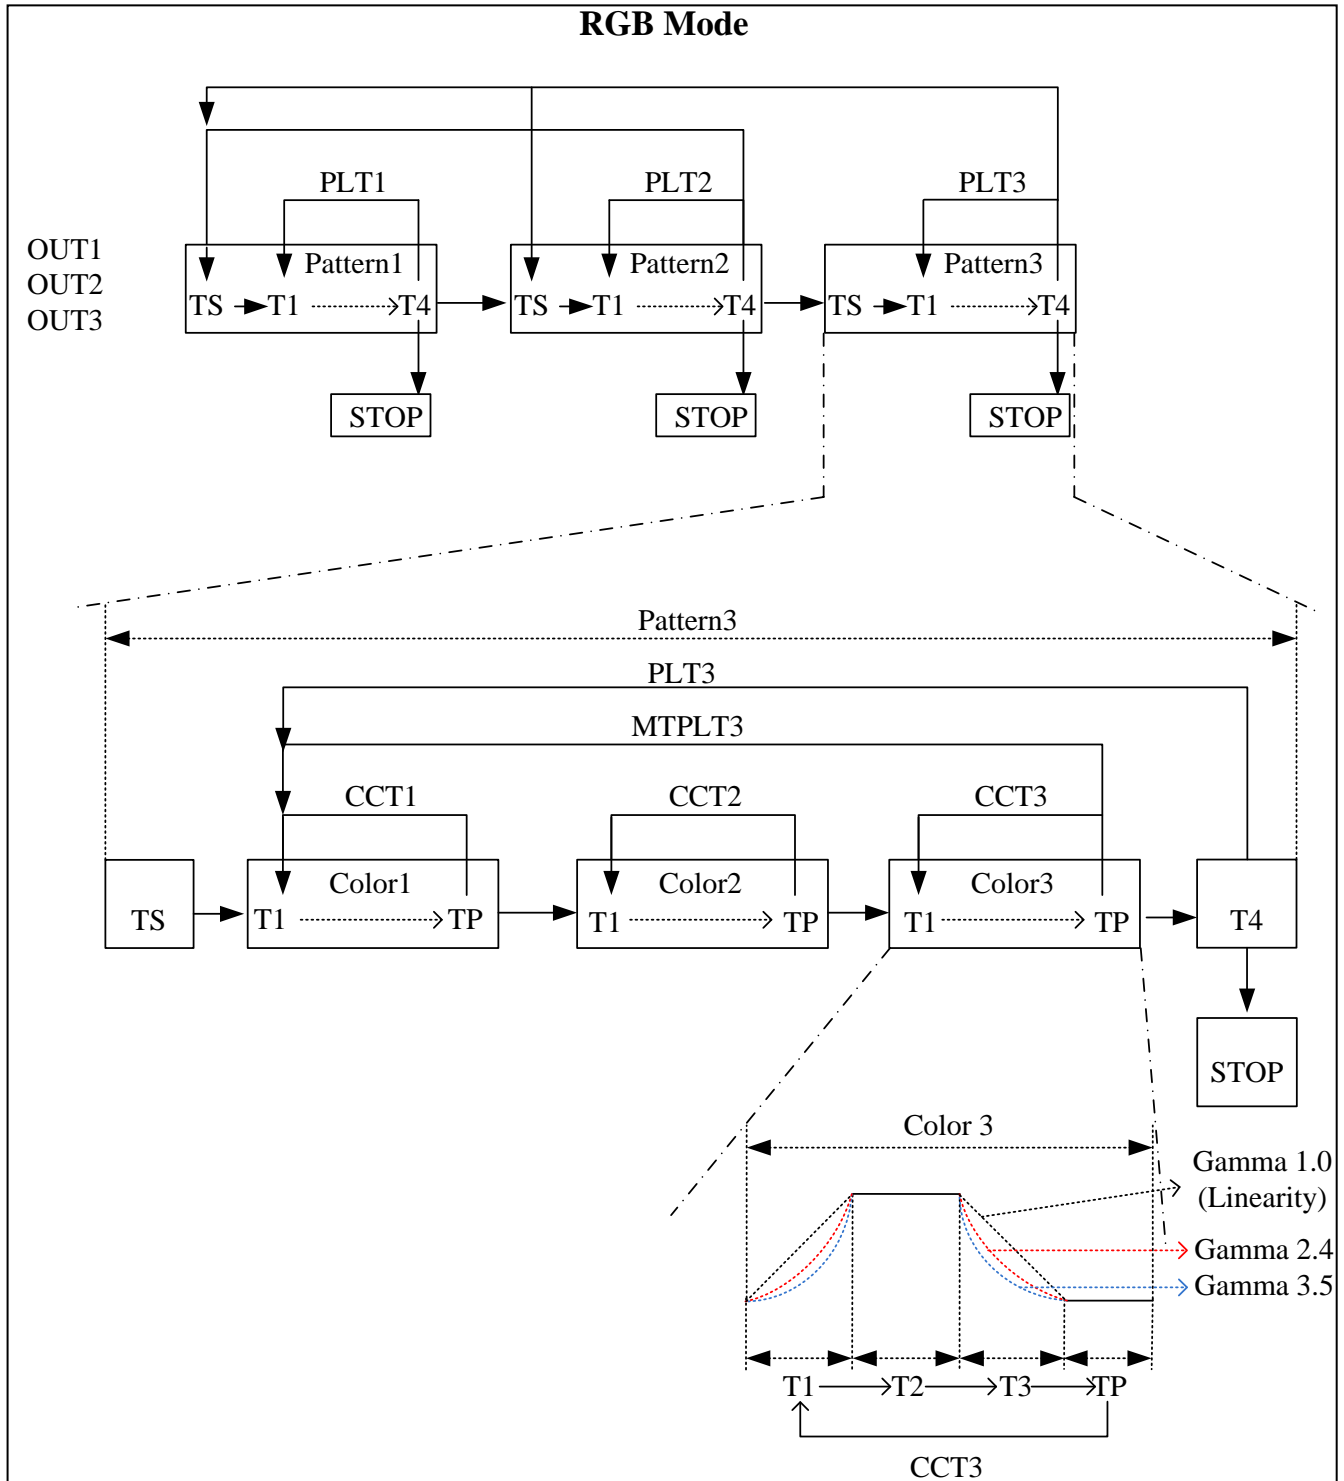 RGB Mode
PLT1 PLT2 PLT3
OUT1
OUT2
OUT3
Pattern1 Pattern2 Pattern3
TS T1 T4 TS T1 T4 TS T1 T4
STOP STOP STOP
Pattern3
PLT3
MTPLT3
CCT1 CCT2 CCT3
Color1 Color2 Color3
TS T1 TP T1 TP T1 TP T4
STOP
Color 3
Gamma 1.0
(Linearity)
Gamma 2.4
Gamma 3.5
T1 T2 T3 TP
CCT3